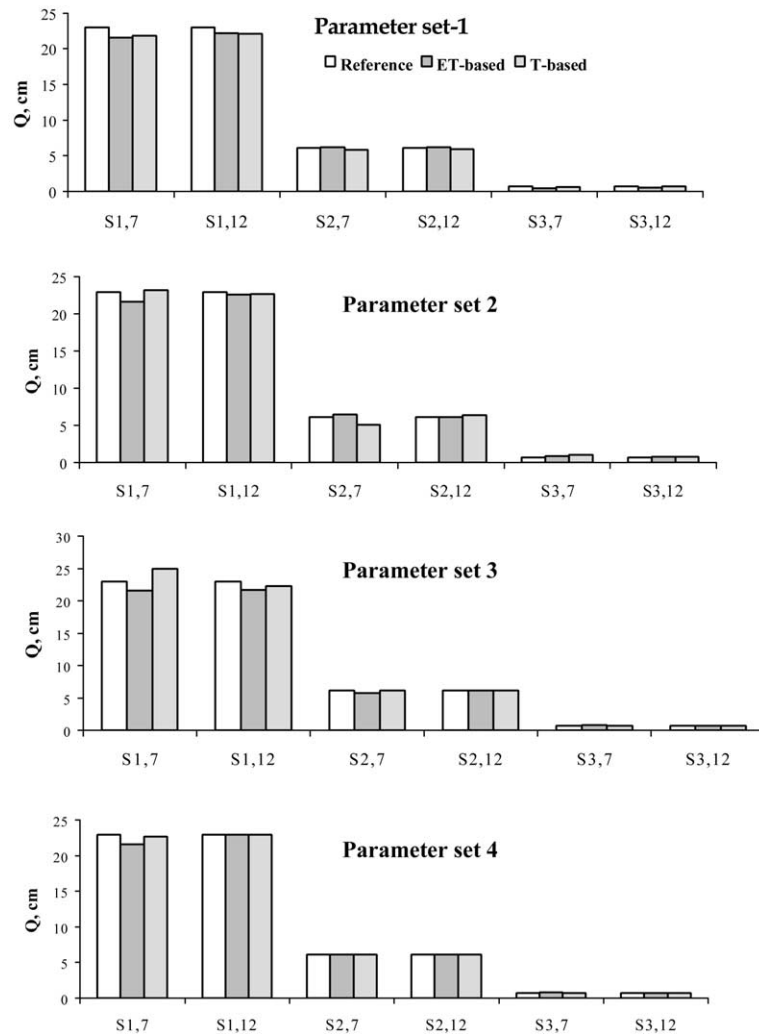 Parameter set-1
Reference ET-based T-based
Q, cm
25
20
15
10
5
0
S1,7 S1,12 S2,7 S2,12 S3,7 S3,12
Parameter set 2
Q, cm
25
20
15
10
5
0
S1,7 S1,12 S2,7 S2,12 S3,7 S3,12
Parameter set 3
Q, cm
30
25
20
15
10
5
0
S1,7 S1,12 S2,7 S2,12 S3,7 S3,12
Parameter set 4
Q, cm
25
20
15
10
5
0
S1,7 S1,12 S2,7 S2,12 S3,7 S3,12